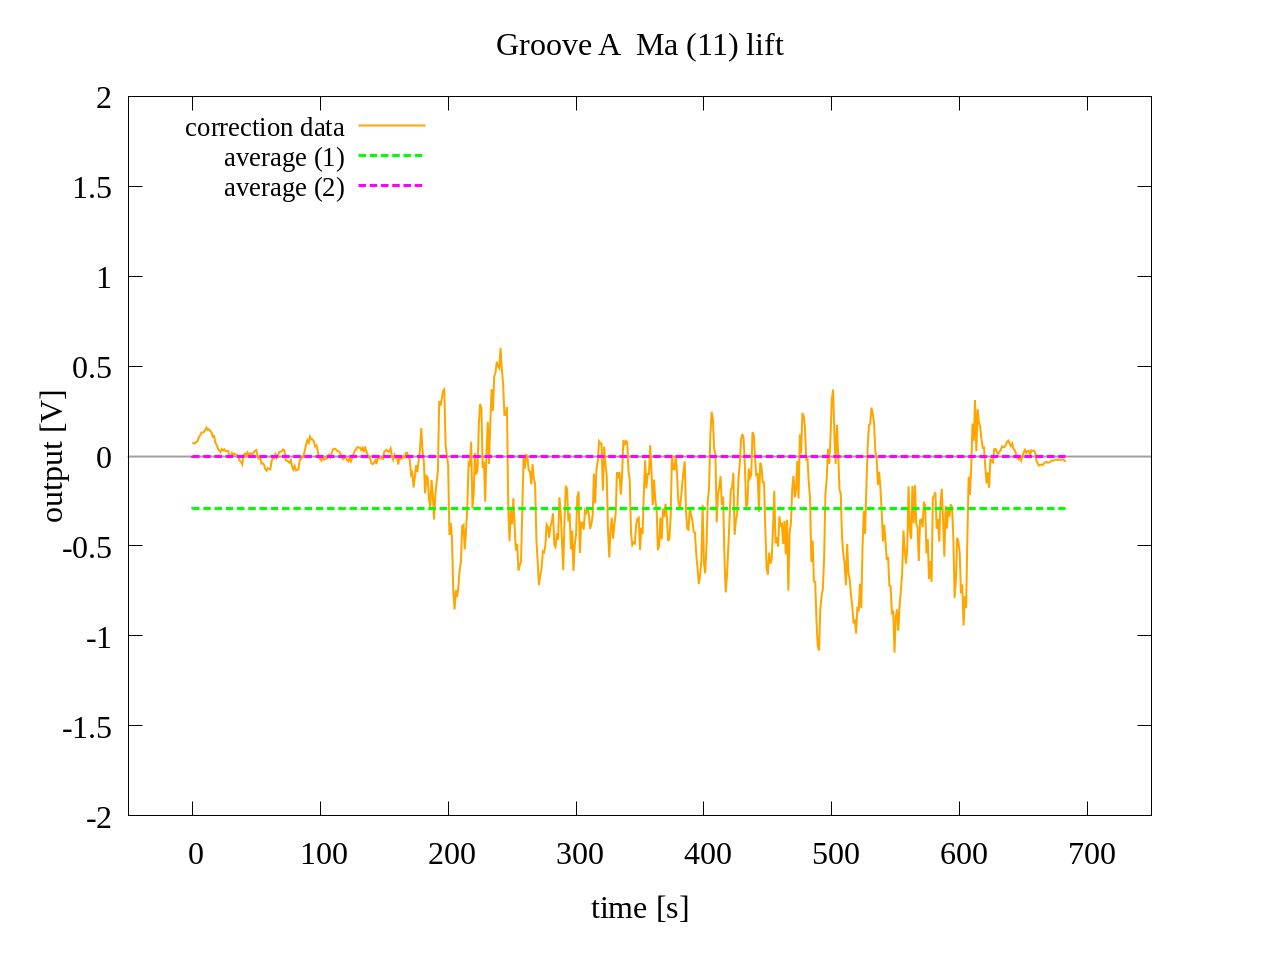 Groove A  Ma (11) lift
correction data
average (1)
average (2)
output [V]
2
1.5
1
0.5
0
-0.5
-1
-1.5
-2
0 100 200 300 400 500 600 700
time [s]